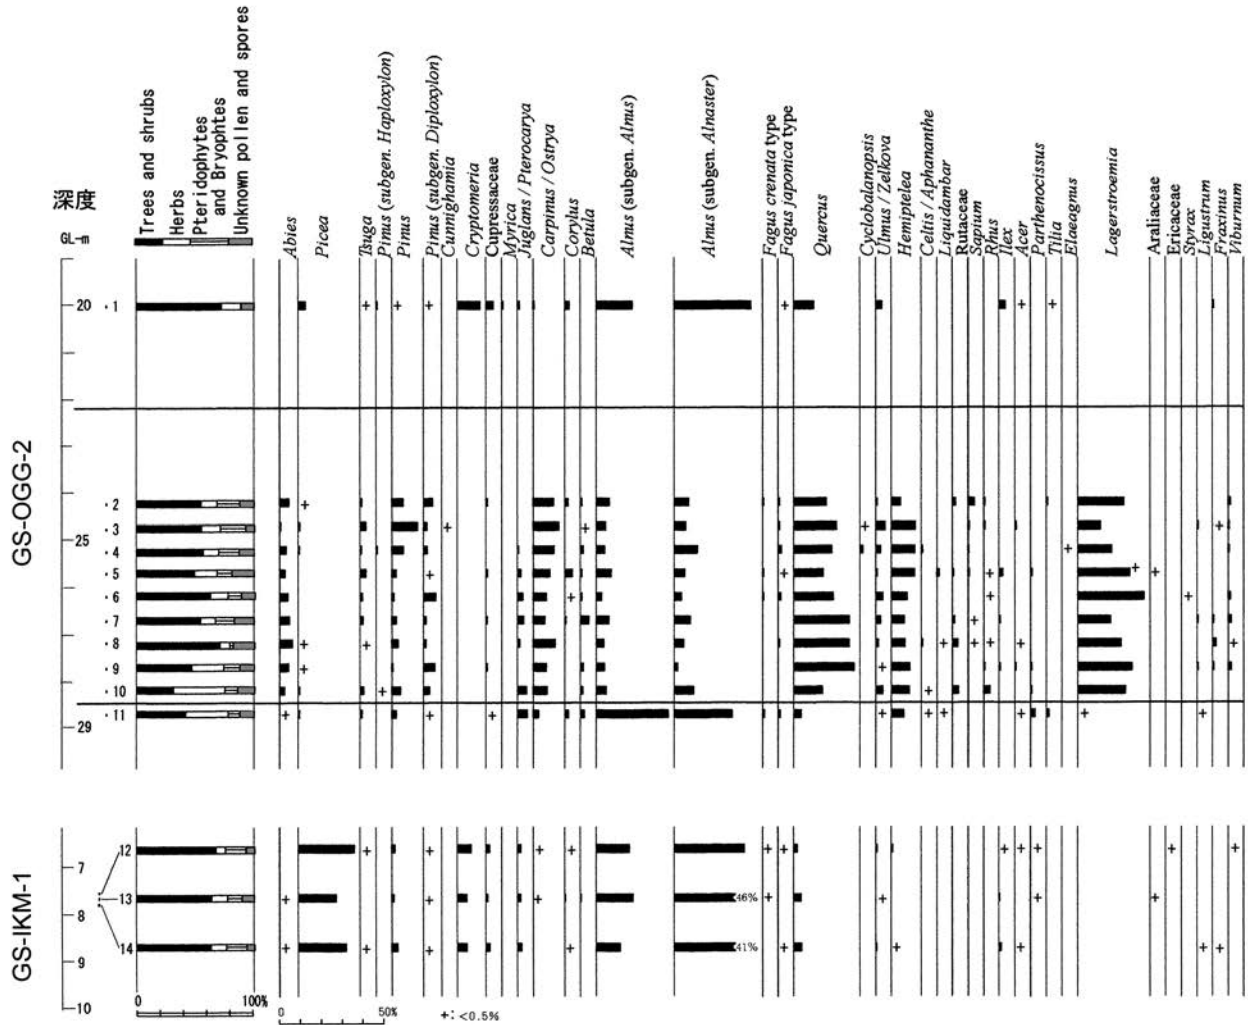 Trees and shrubs
Herbs
Pteridophytes
and Bryophtes
Unknown pollen and spores
Abies
Picea
Tsuga
Pinus (subgen. Haploxylon)
Pinus
Pinus (subgen. Diploxylon)
Cunnighamia
Cryptomeria
Cupressaceae
Myrica
Juglans / Pterocarya
Carpinus / Ostrya
Corylus
Betula
Alnus (subgen. Alnus)
Alnus (subgen. Alnaster)
Fagus crenata type
Fagus japonica type
Quercus
Cyclobalanopsis
Ulmus / Zelkova
Hemiptelea
Celtis / Aphananthe
Liquidambar
Rutaceae
Sapium
Rhus
Ilex
Acer
Parthenocissus
Tilia
Elaeagnus
Lagerstroemia
Araliaceae
Ericaceae
Styrax
Ligustrum
Fraxinus
Viburnum
深度
GL-m
GS-OGG-2
20
1
2
3
25
4
5
6
7
8
9
10
11
29
GS-IKM-1
12
7
13
46%
8
14
41%
9
10
0 100%
0 50%
+: <0.5%